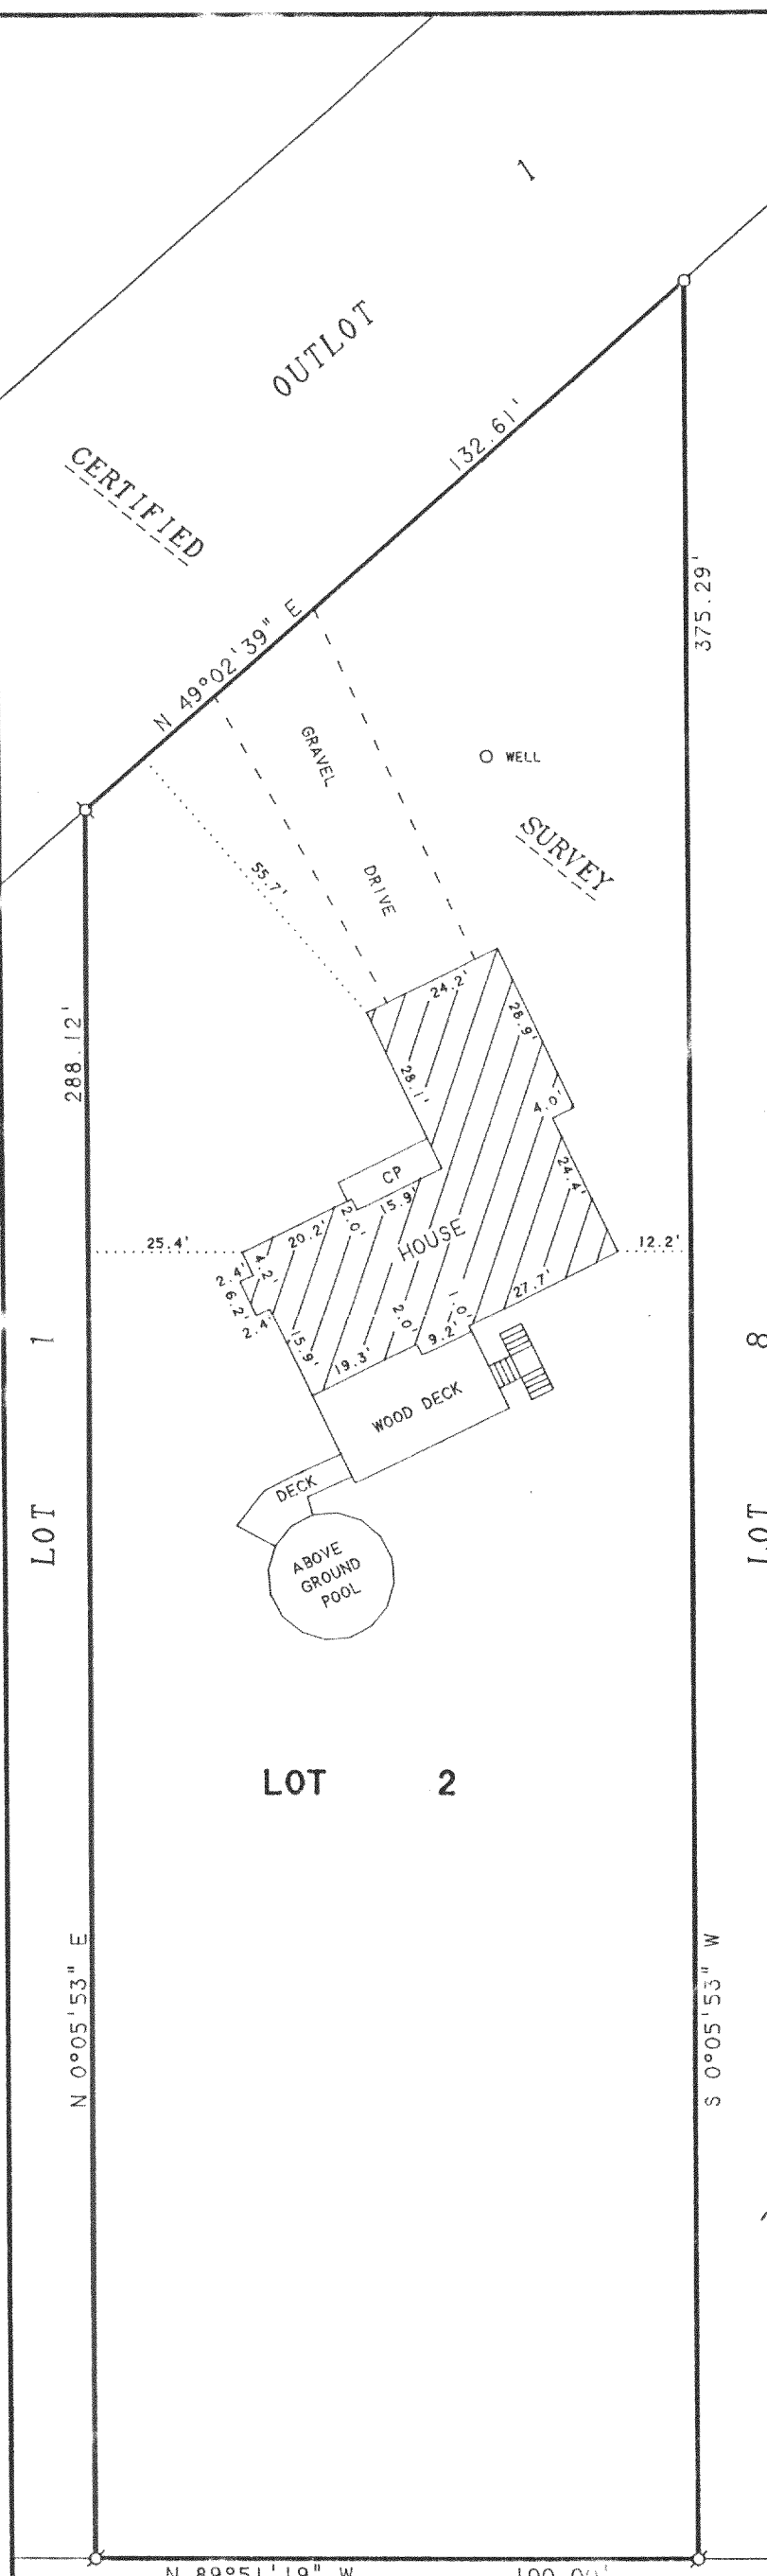 1
OUTLOT
132.61'
CERTIFIED
375.29'
N 49°02'39" E
GRAVEL
WELL
SURVEY
55.7'
DRIVE
24.2'
288.12'
28.9'
28.1'
4.0'
CP
24.4'
15.9'
20.2'
2.0'
HOUSE
25.4'
12.2'
2.4'
4.2'
6.2'
27.7'
2.4'
15.9'
2.0'
1.0'
9.2'
19.3'
WOOD DECK
DECK
LOT 1
LOT 8
ABOVE
GROUND
POOL
LOT 2
N 0°05'53" E
S 0°05'53" W
N 89°51'19" W
100.00'